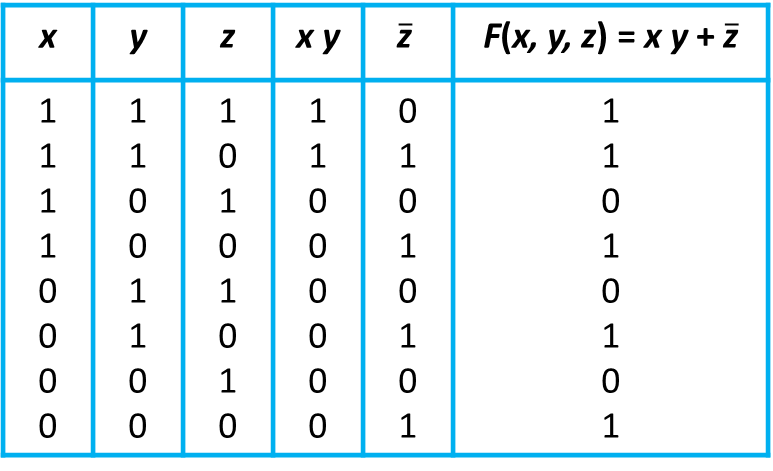 x y z x y z̄ F(x, y, z) = x y + z̄
1 1 1 1 0 1
1 1 0 1 1 1
1 0 1 0 0 0
1 0 0 0 1 1
0 1 1 0 0 0
0 1 0 0 1 1
0 0 1 0 0 0
0 0 0 0 1 1